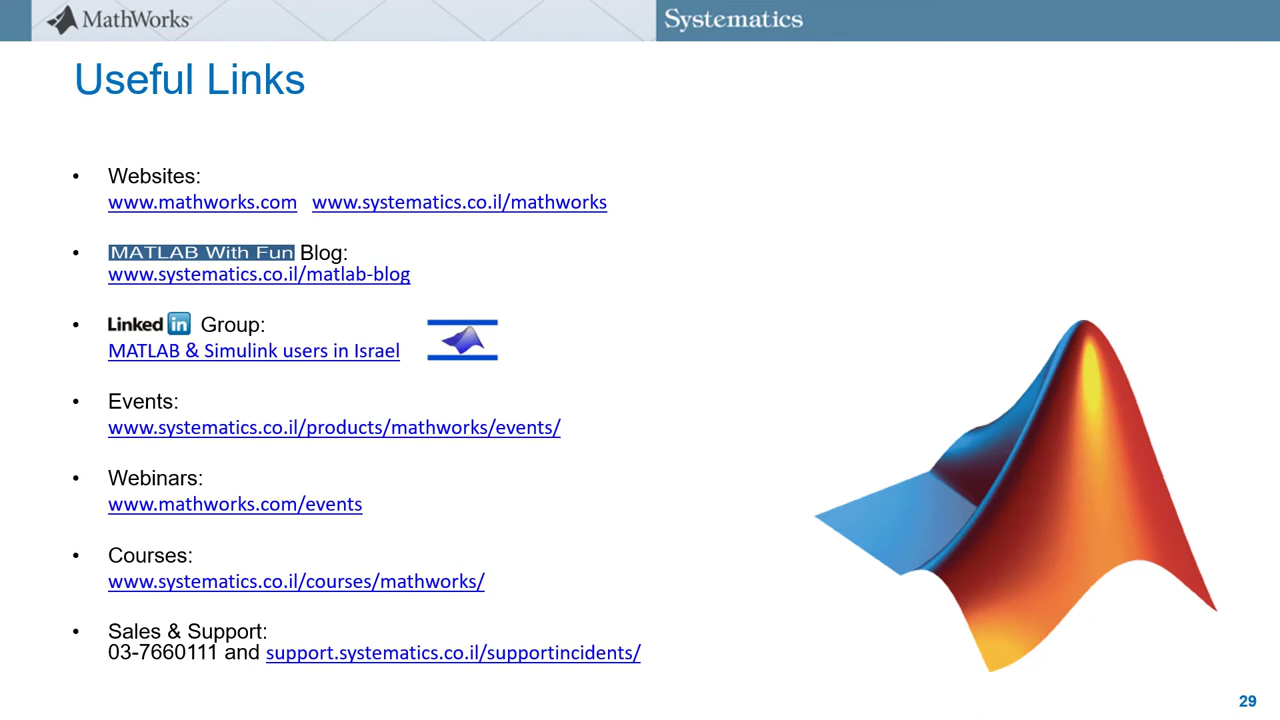 MathWorks®
Systematics
Useful Links
• Websites:
www.mathworks.com www.systematics.co.il/mathworks
• MATLAB With Fun Blog:
www.systematics.co.il/matlab-blog
• Linked in Group:
MATLAB & Simulink users in Israel
• Events:
www.systematics.co.il/products/mathworks/events/
• Webinars:
www.mathworks.com/events
• Courses:
www.systematics.co.il/courses/mathworks/
• Sales & Support:
03-7660111 and support.systematics.co.il/supportincidents/
29